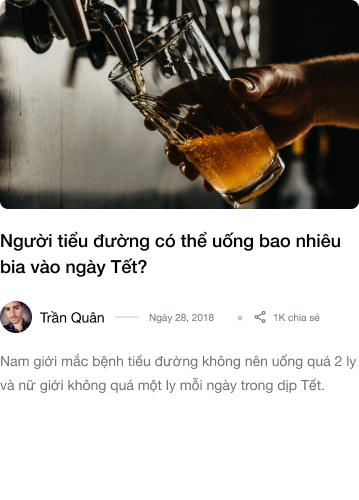 Người tiểu đường có thể uống bao nhiêu
bia vào ngày Tết?
Trần Quân
Ngày 28, 2018
1K chia sẻ
Nam giới mắc bệnh tiểu đường không nên uống quá 2 ly
và nữ giới không quá một ly mỗi ngày trong dịp Tết.